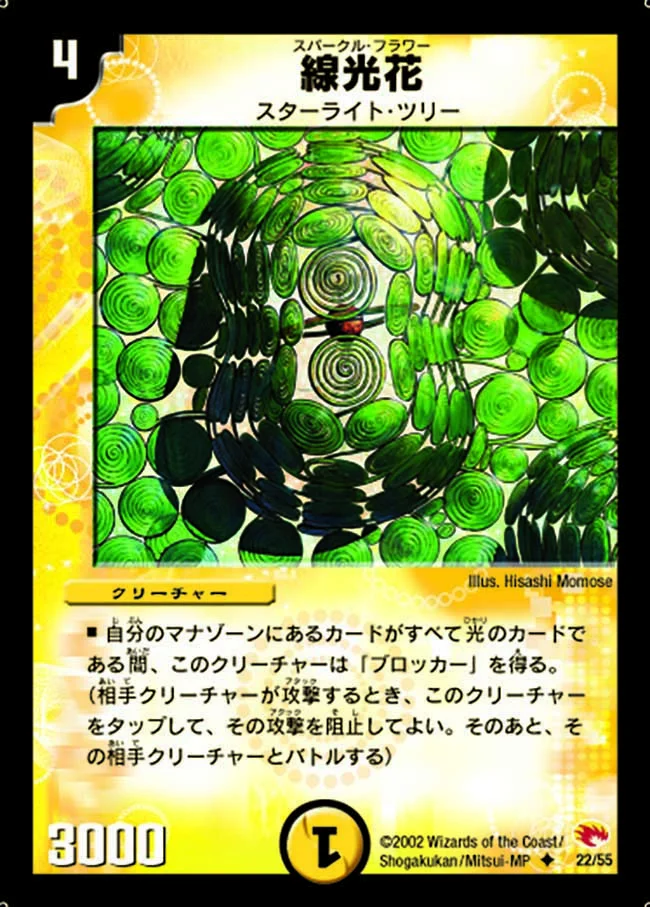 4
スパークル・フラワー
線光花
スターライト・ツリー
Illus. Hisashi Momose
クリーチャー
■ 自分のマナゾーンにあるカードがすべて光のカードで
ある間、このクリーチャーは「ブロッカー」を得る。
(相手クリーチャーが攻撃するとき、このクリーチャー
をタップして、その攻撃を阻止してよい。そのあと、そ
の相手クリーチャーとバトルする)
3000
1
©2002 Wizards of the Coast/
Shogakukan/Mitsui-MP
22/55